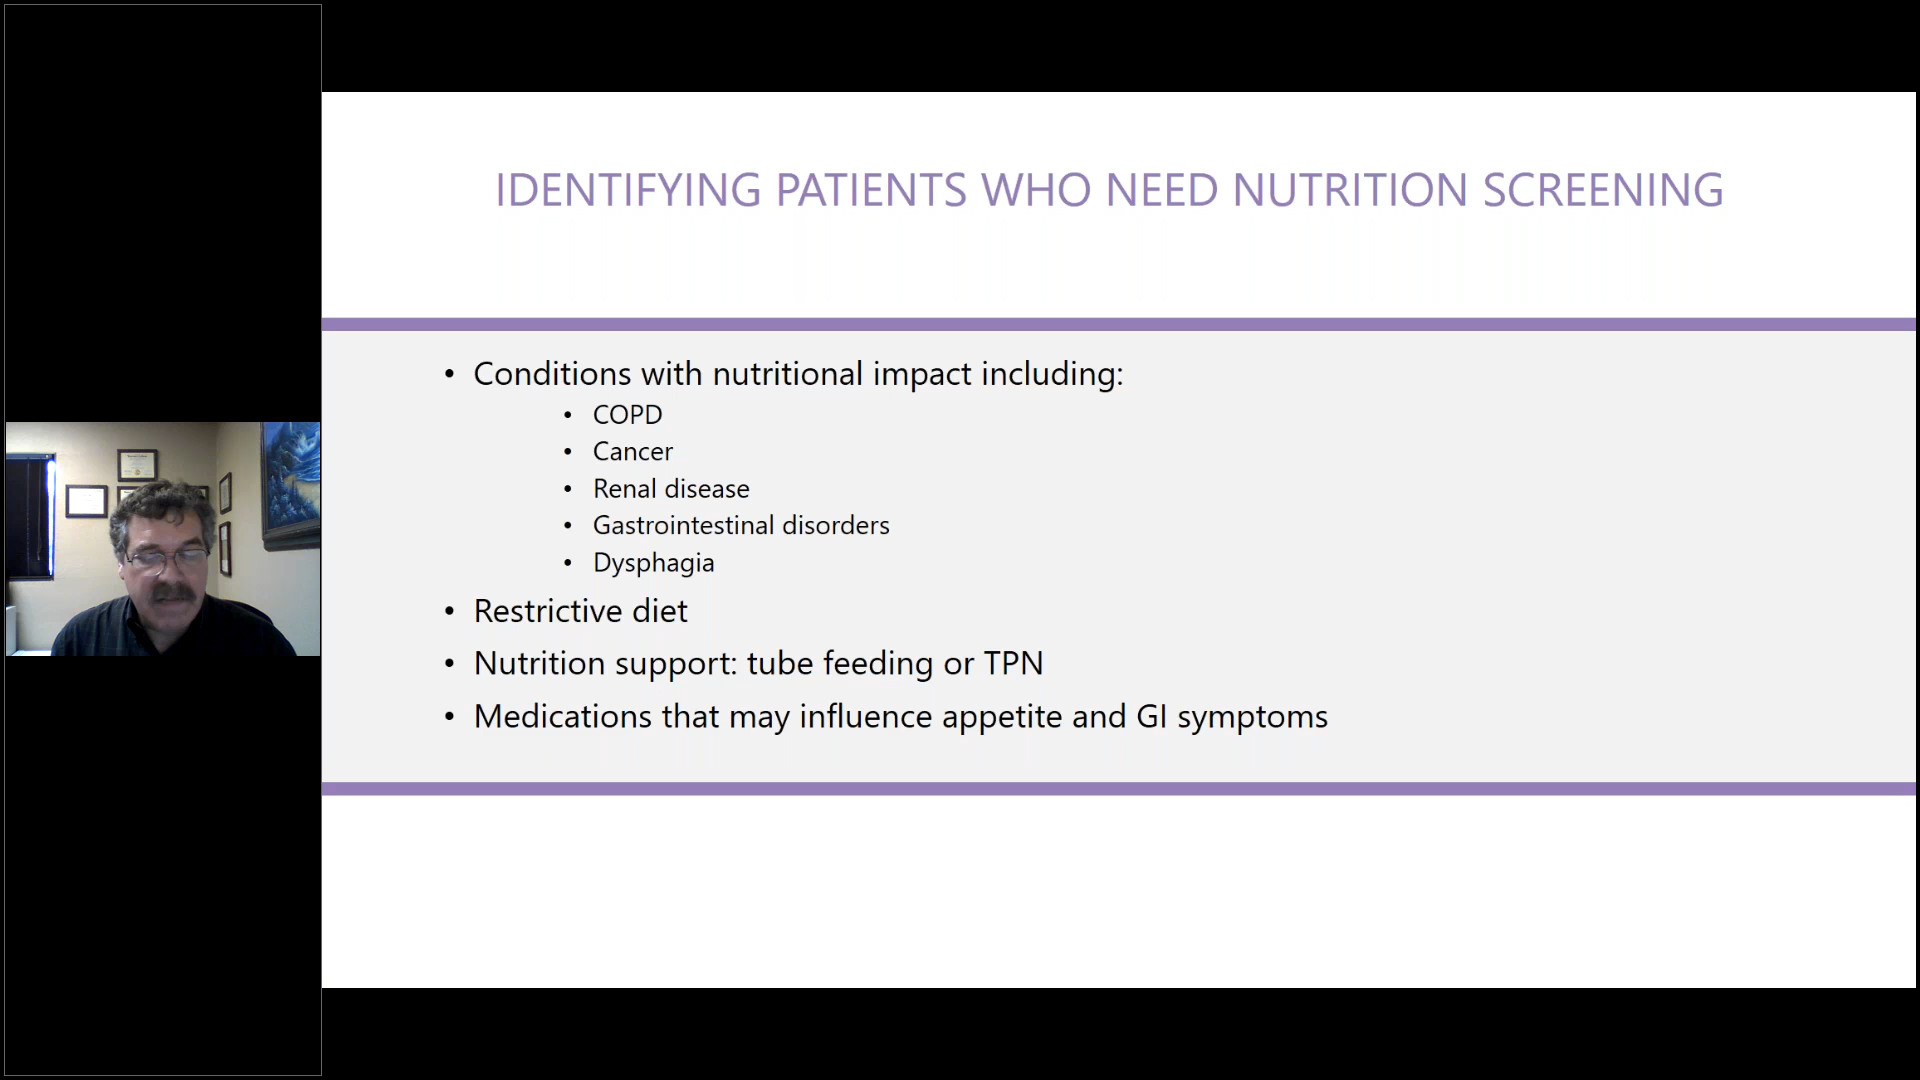 IDENTIFYING PATIENTS WHO NEED NUTRITION SCREENING
• Conditions with nutritional impact including:
• COPD
• Cancer
• Renal disease
• Gastrointestinal disorders
• Dysphagia
• Restrictive diet
• Nutrition support: tube feeding or TPN
• Medications that may influence appetite and GI symptoms